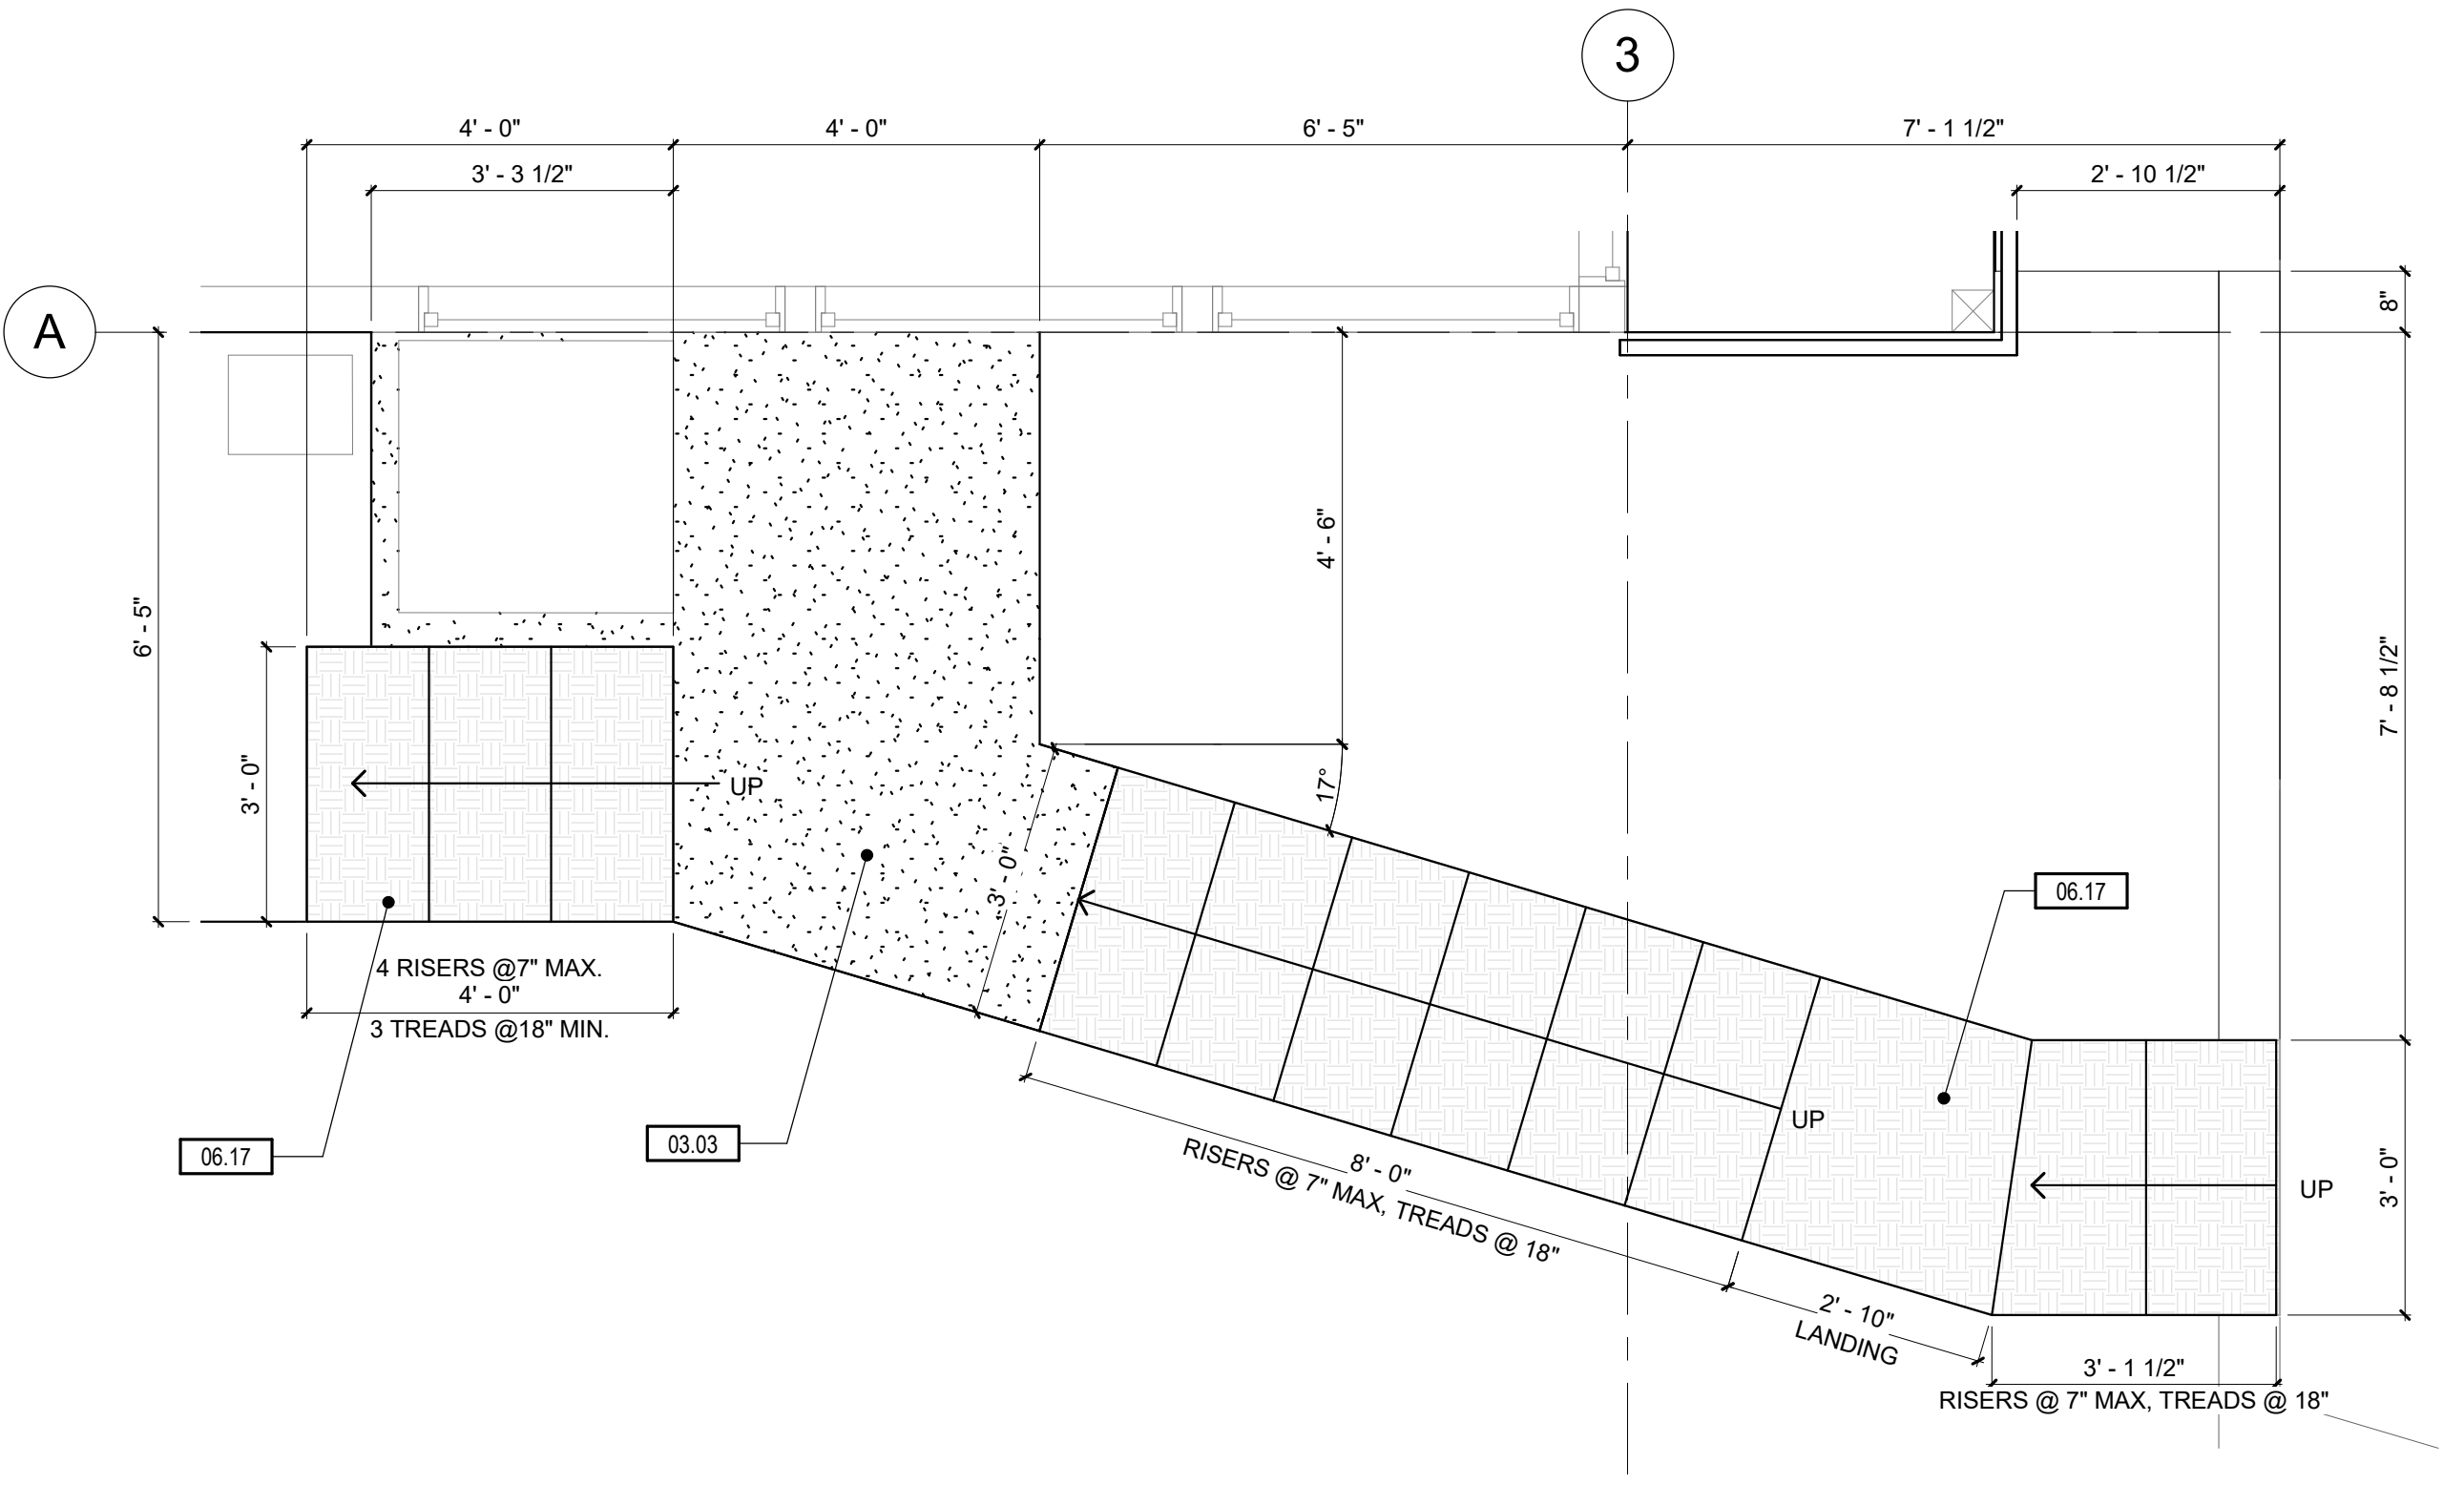 3
4' - 0"
4' - 0"
6' - 5"
7' - 1 1/2"
3' - 3 1/2"
2' - 10 1/2"
A
8"
6' - 5"
4' - 6"
7' - 8 1/2"
3' - 0"
UP
17°
3' - 0"
06.17
4 RISERS @7" MAX.
4' - 0"
3 TREADS @18" MIN.
06.17
03.03
UP
8' - 0"
RISERS @ 7" MAX, TREADS @ 18"
UP
3' - 0"
2' - 10"
LANDING
3' - 1 1/2"
RISERS @ 7" MAX, TREADS @ 18"